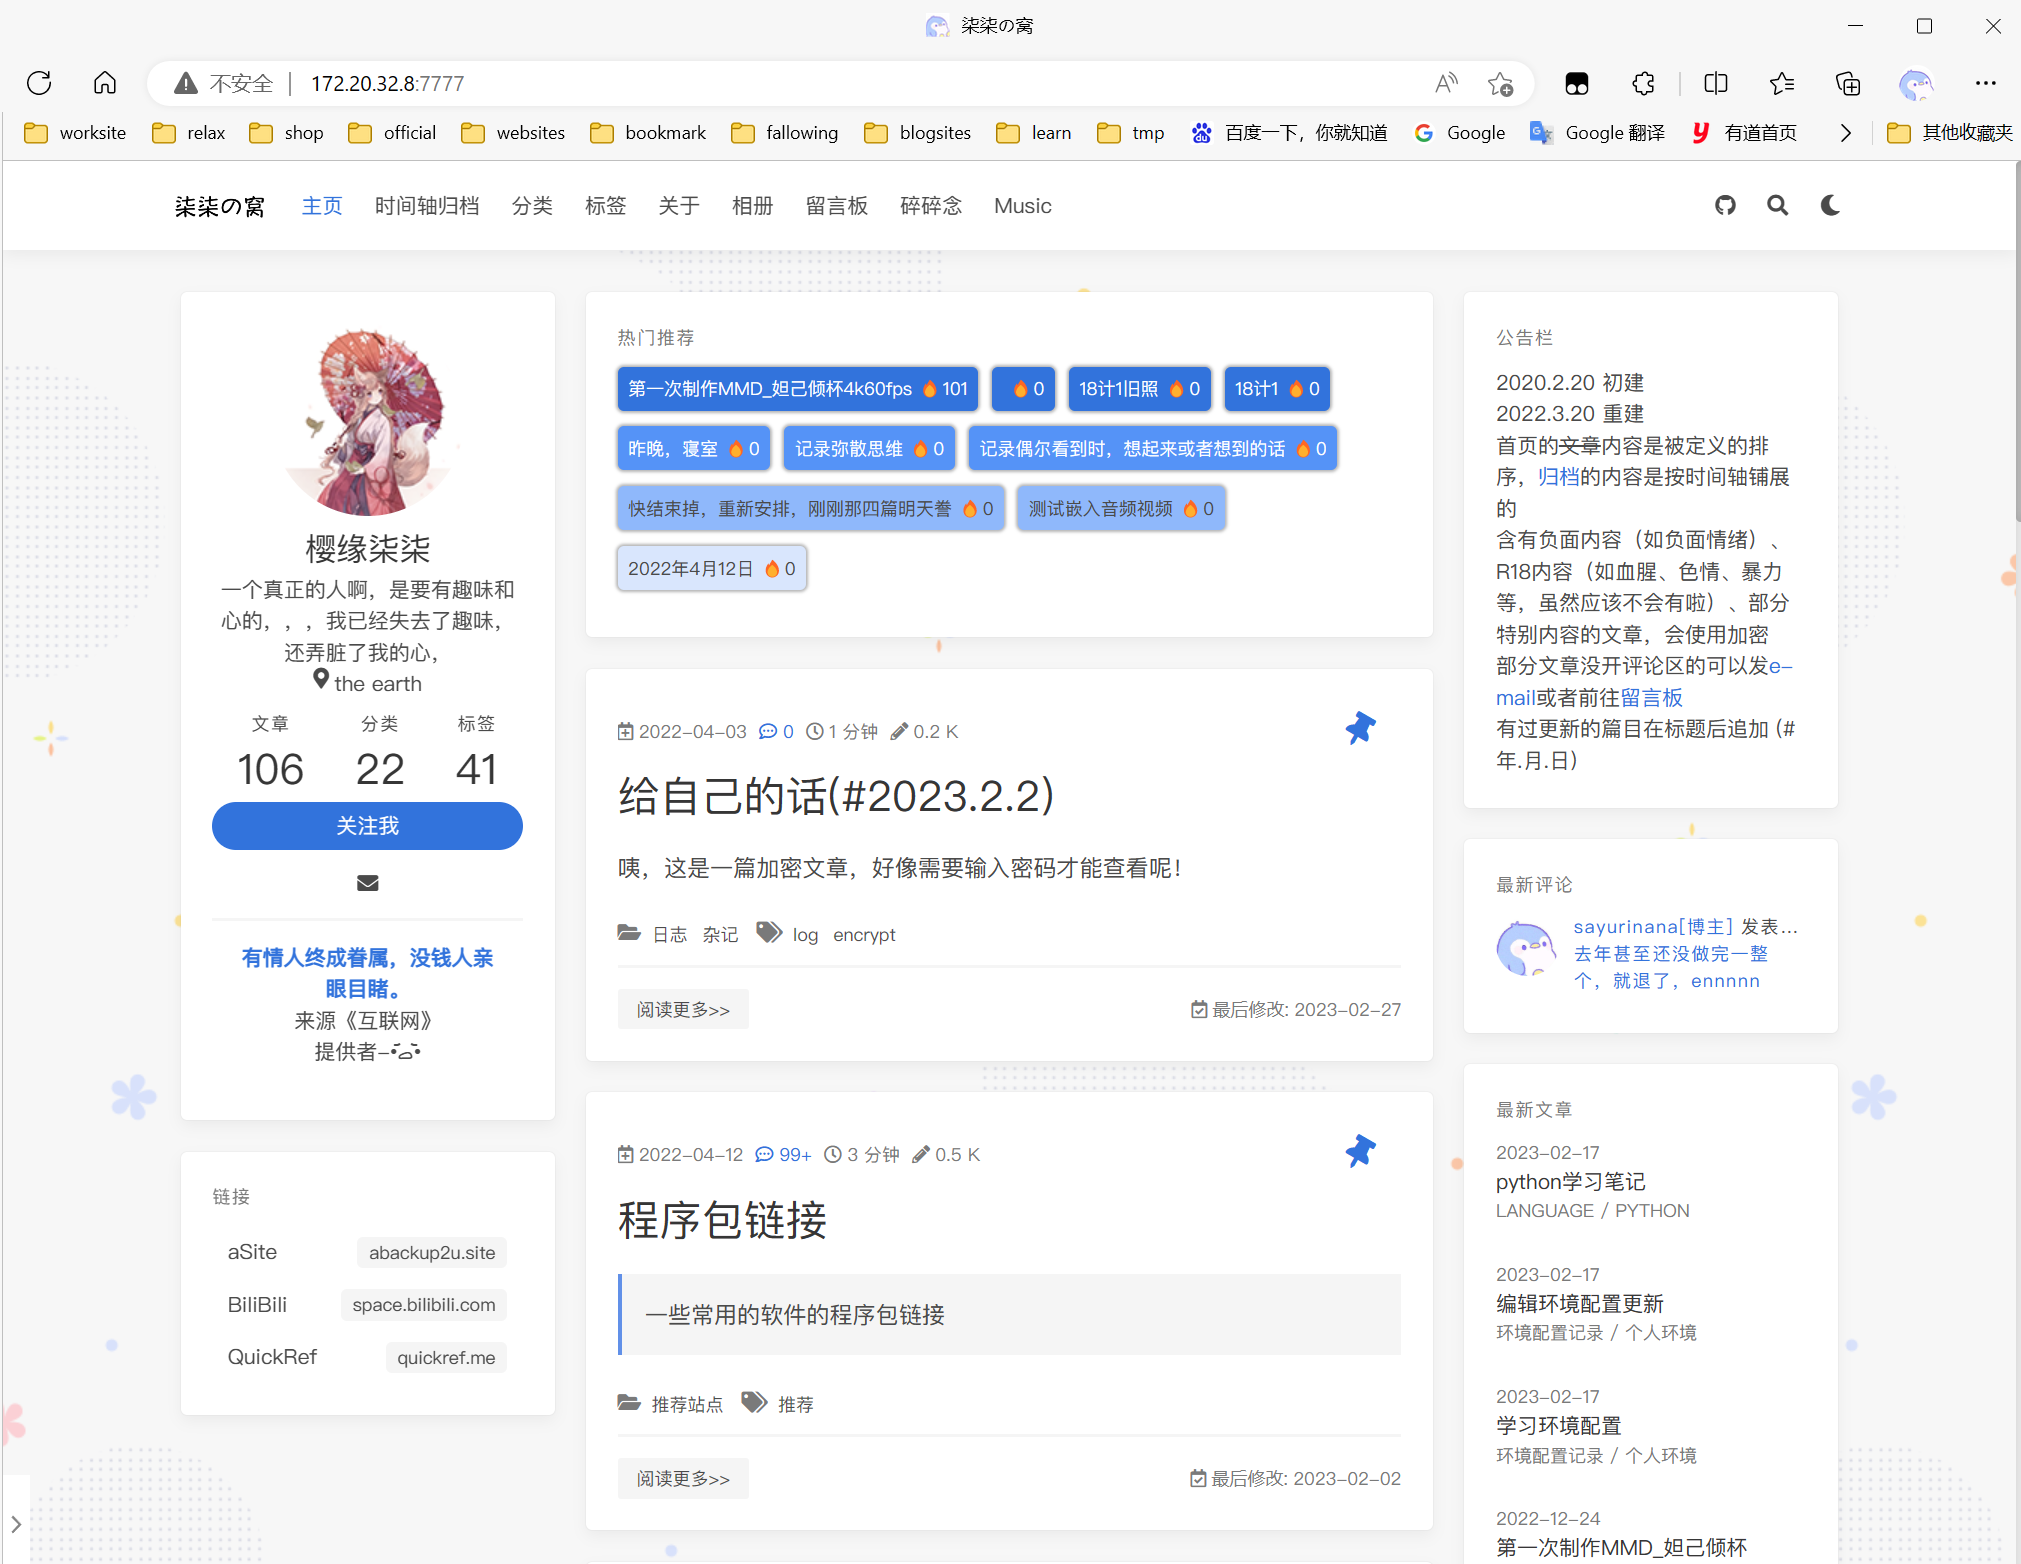 柒柒の窝
不安全 172.20.32.8:7777
worksite relax shop official websites bookmark fallowing blogsites learn tmp 百度一下，你就知道 Google Google 翻译 有道首页 其他收藏夹
柒柒の窝 主页 时间轴归档 分类 标签 关于 相册 留言板 碎碎念 Music
樱缘柒柒
一个真正的人啊，是要有趣味和
心的，，，我已经失去了趣味，
还弄脏了我的心，
the earth
文章 分类 标签
106 22 41
关注我
有情人终成眷属，没钱人亲
眼目睹。
来源《互联网》
提供者-
链接
aSite abackup2u.site
BiliBili space.bilibili.com
QuickRef quickref.me
热门推荐
第一次制作MMD_妲己倾杯4k60fps 🔥101 🔥0 18计1旧照 🔥0 18计1 🔥0
昨晚，寝室 🔥0 记录弥散思维 🔥0 记录偶尔看到时，想起来或者想到的话 🔥0
快结束掉，重新安排，刚刚那四篇明天誊 🔥0 测试嵌入音频视频 🔥0
2022年4月12日 🔥0
2022-04-03 0 1 分钟 0.2 K
给自己的话(#2023.2.2)
咦，这是一篇加密文章，好像需要输入密码才能查看呢！
日志 杂记 log encrypt
阅读更多>> 最后修改: 2023-02-27
2022-04-12 99+ 3 分钟 0.5 K
程序包链接
一些常用的软件的程序包链接
推荐站点 推荐
阅读更多>> 最后修改: 2023-02-02
公告栏
2020.2.20 初建
2022.3.20 重建
首页的文章内容是被定义的排
序，归档的内容是按时间轴铺展
的
含有负面内容（如负面情绪）、
R18内容（如血腥、色情、暴力
等，虽然应该不会有啦）、部分
特别内容的文章，会使用加密
部分文章没开评论区的可以发e-
mail或者前往留言板
有过更新的篇目在标题后追加 (#
年.月.日)
最新评论
sayurinana[博主] 发表...
去年甚至还没做完一整
个，就退了，ennnnn
最新文章
2023-02-17
python学习笔记
LANGUAGE / PYTHON
2023-02-17
编辑环境配置更新
环境配置记录 / 个人环境
2023-02-17
学习环境配置
环境配置记录 / 个人环境
2022-12-24
第一次制作MMD_妲己倾杯